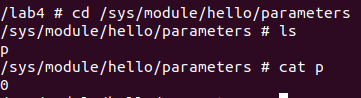 /lab4 # cd /sys/module/hello/parameters
/sys/module/hello/parameters # ls
p
/sys/module/hello/parameters # cat p
0